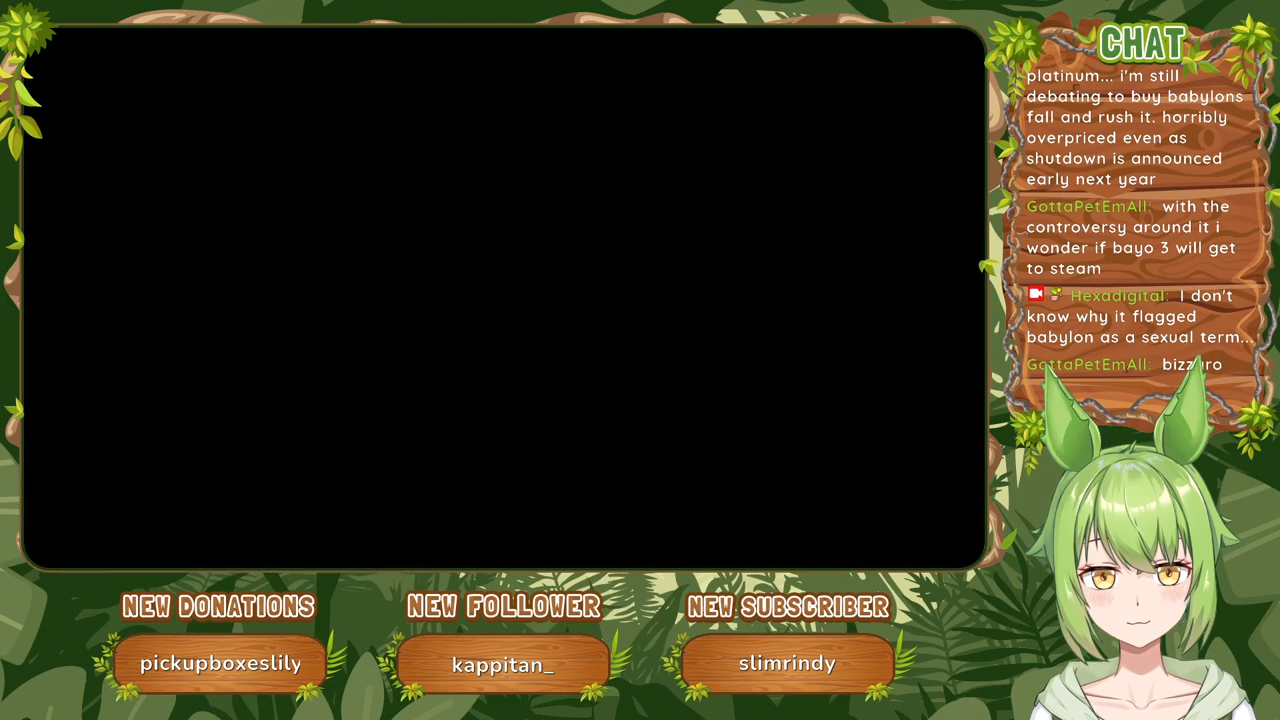 CHAT
platinum... i'm still
debating to buy babylons
fall and rush it. horribly
overpriced even as
shutdown is announced
early next year
GottaPetEmAll: with the
controversy around it i
wonder if bayo 3 will get
to steam
Hexadigital: I don't
know why it flagged
babylon as a sexual term...
GottaPetEmAll:
NEW DONATIONS
NEW FOLLOWER
NEW SUBSCRIBER
pickupboxeslily
kappitan_
slimrindy